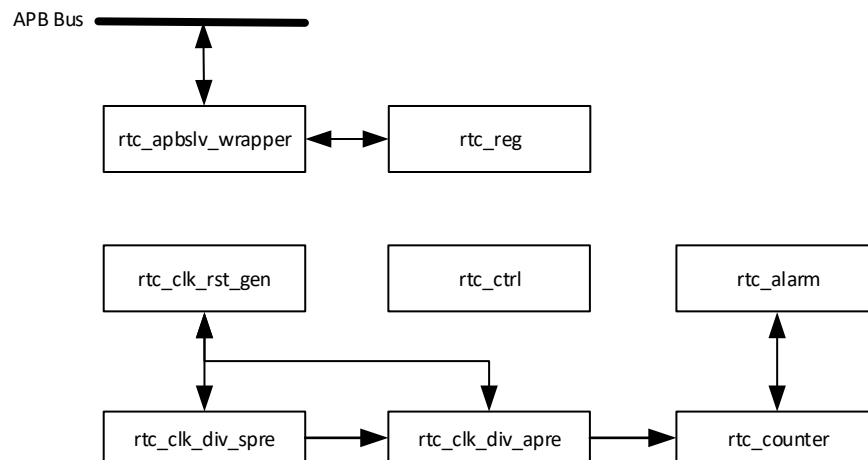 APB Bus
rtc_apbslv_wrapper
rtc_reg
rtc_clk_rst_gen
rtc_ctrl
rtc_alarm
rtc_clk_div_spre
rtc_clk_div_apre
rtc_counter